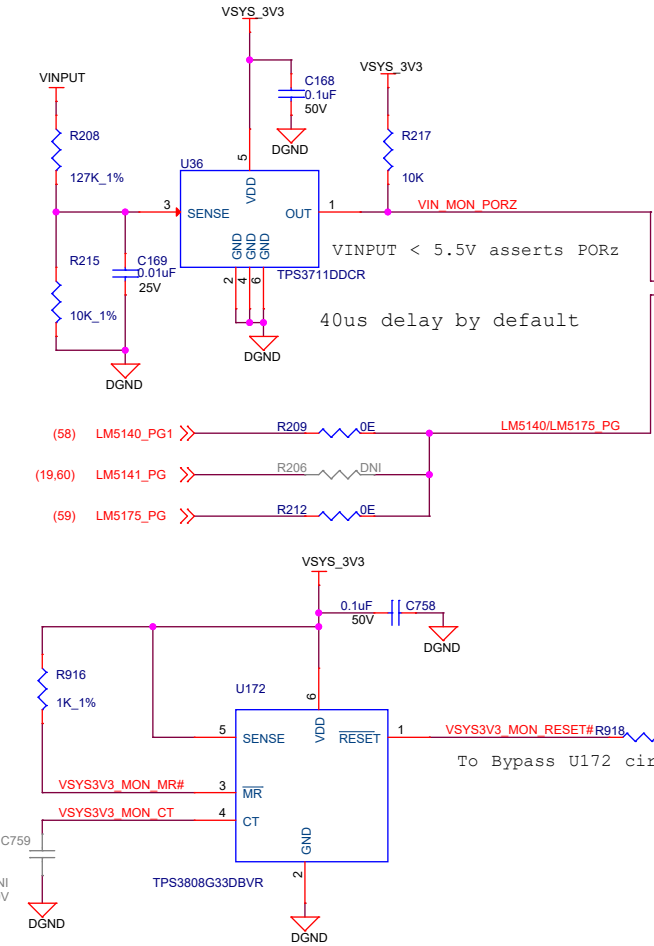 VSYS_3V3
VINPUT
C168
0.1uF
50V
VSYS_3V3
DGND
R208
127K_1%
R217
10K
U36
5
VDD
3
SENSE
OUT
1
VIN_MON_PORZ
GND
GND
GND
2
4
6
TPS3711DDCR
VINPUT < 5.5V asserts PORz
R215
10K_1%
C169
0.01uF
25V
40us delay by default
DGND
DGND
(58) LM5140_PG1
R209
0E
LM5140/LM5175_PG
(19,60) LM5141_PG
R206
DNI
(59) LM5175_PG
R212
0E
VSYS_3V3
0.1uF
50V
C758
DGND
R916
1K_1%
U172
6
VDD
5
SENSE
RESET
1
VSYS3V3_MON_RESET#
R918
To Bypass U172 cir
VSYS3V3_MON_MR#
3
MR
VSYS3V3_MON_CT
4
CT
GND
2
C759
NI
V
DGND
TPS3808G33DBVR
DGND